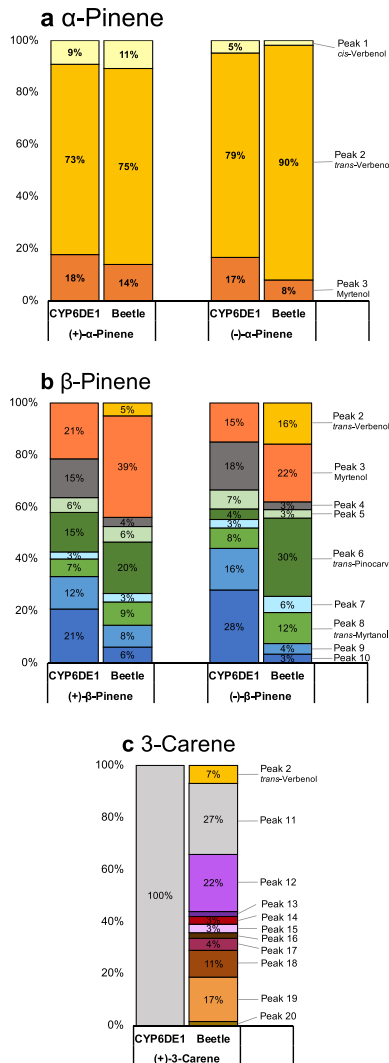 a α-Pinene
100%
80%
60%
40%
20%
0%
9%
73%
18%
11%
75%
14%
5%
79%
17%
90%
8%
Peak 1
cis-Verbenol
Peak 2
trans-Verbeno
Peak 3
Myrtenol
CYP6DE1 Beetle CYP6DE1 Beetle
(+)-α-Pinene (-)-α-Pinene
b β-Pinene
100%
80%
60%
40%
20%
0%
21%
15%
6%
15%
3%
7%
12%
21%
5%
39%
4%
6%
20%
3%
9%
8%
6%
15%
18%
7%
4%
3%
8%
16%
28%
16%
22%
3%
3%
30%
6%
12%
4%
3%
Peak 2
trans-Verbenol
Peak 3
Myrtenol
Peak 4
Peak 5
Peak 6
trans-Pinocarv
Peak 7
Peak 8
trans-Myrtanol
Peak 9
Peak 10
CYP6DE1 Beetle CYP6DE1 Beetle
(+)-β-Pinene (-)-β-Pinene
c 3-Carene
100%
80%
60%
40%
20%
0%
100%
7%
27%
22%
3%
3%
4%
11%
17%
Peak 2
trans-Verbenol
Peak 11
Peak 12
Peak 13
Peak 14
Peak 15
Peak 16
Peak 17
Peak 18
Peak 19
Peak 20
CYP6DE1 Beetle
(+)-3-Carene